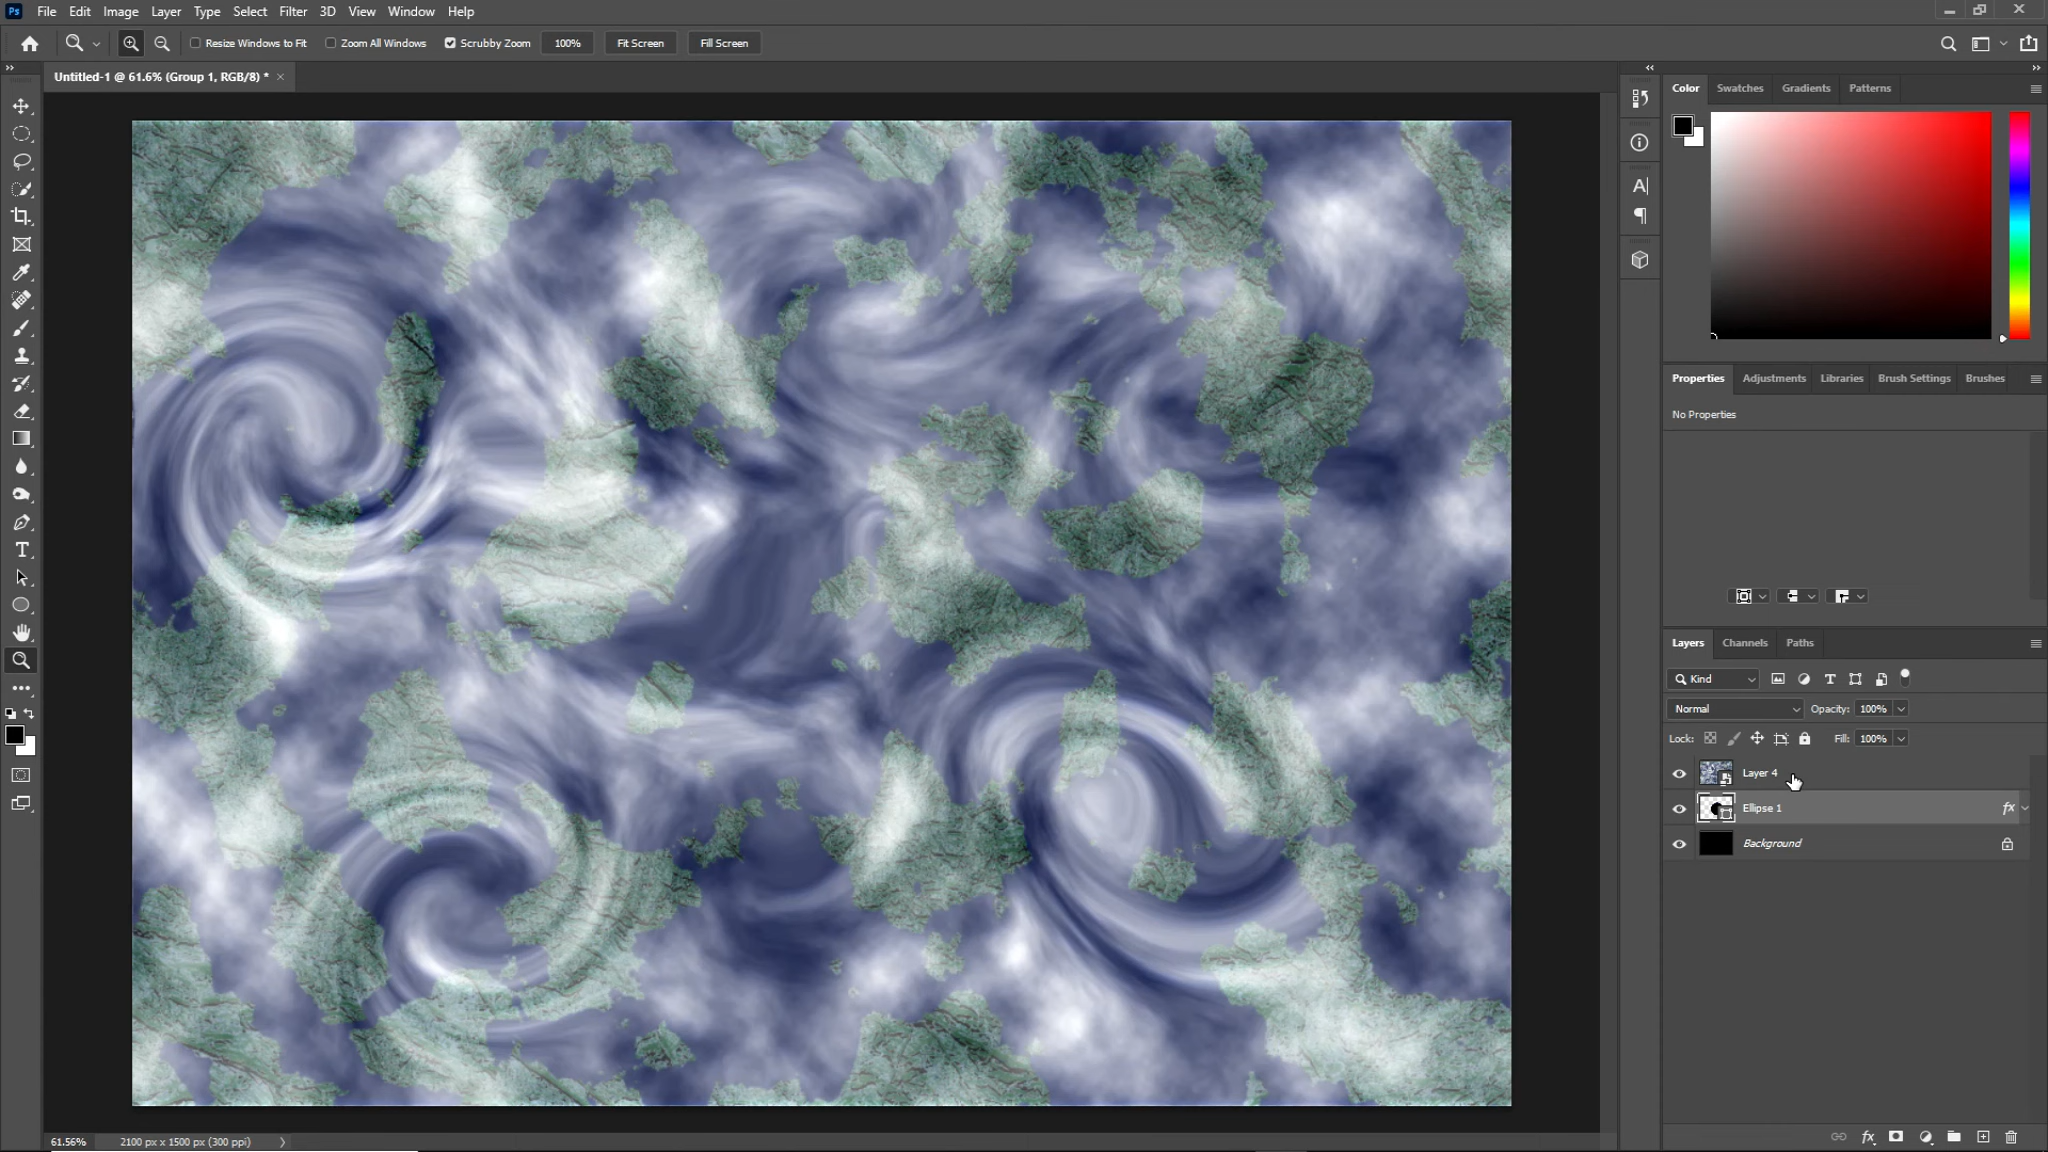 Ps File Edit Image Layer Type Select Filter 3D View Window Help
Resize Windows to Fit Zoom All Windows Scrubby Zoom 100% Fit Screen Fill Screen
Untitled-1 @ 61.6% (Group 1, RGB/8) *
Color Swatches Gradients Patterns
Properties Adjustments Libraries Brush Settings Brushes
No Properties
Layers Channels Paths
Kind
Normal Opacity: 100%
Lock: Fill: 100%
Layer 4
Ellipse 1 fx
Background
61.56% 2100 px x 1500 px (300 ppi)
fx